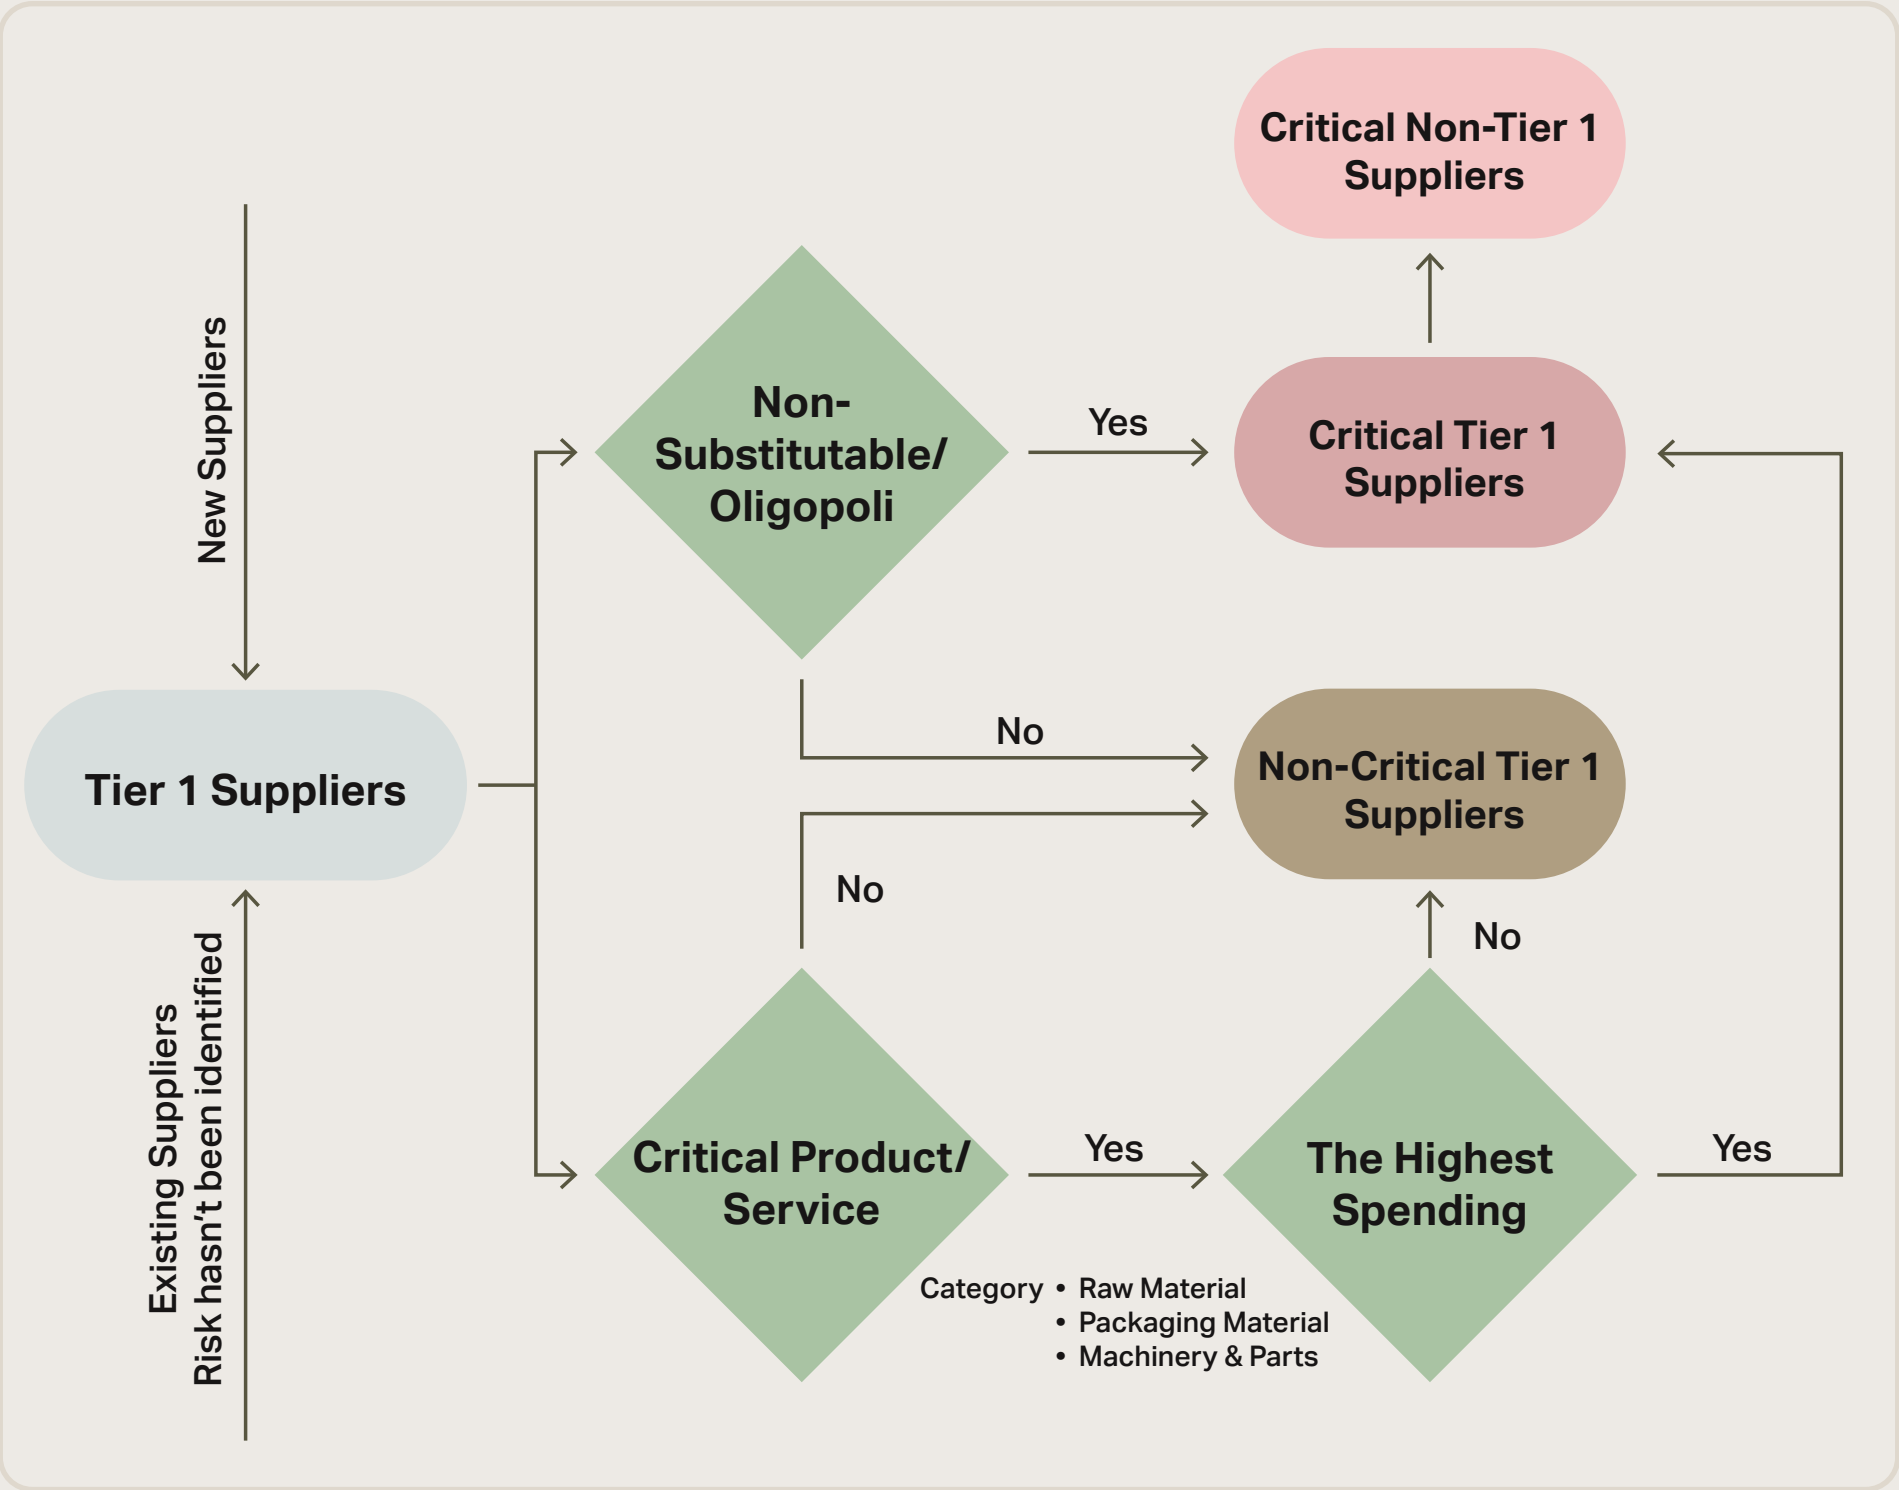 Critical Non-Tier 1
Suppliers
New Suppliers
Non-
Substitutable/
Oligopoli
Yes
Critical Tier 1
Suppliers
No
Tier 1 Suppliers
Non-Critical Tier 1
Suppliers
No
No
Existing Suppliers
Risk hasn't been identified
Critical Product/
Service
Yes
The Highest
Spending
Yes
Category • Raw Material
• Packaging Material
• Machinery & Parts